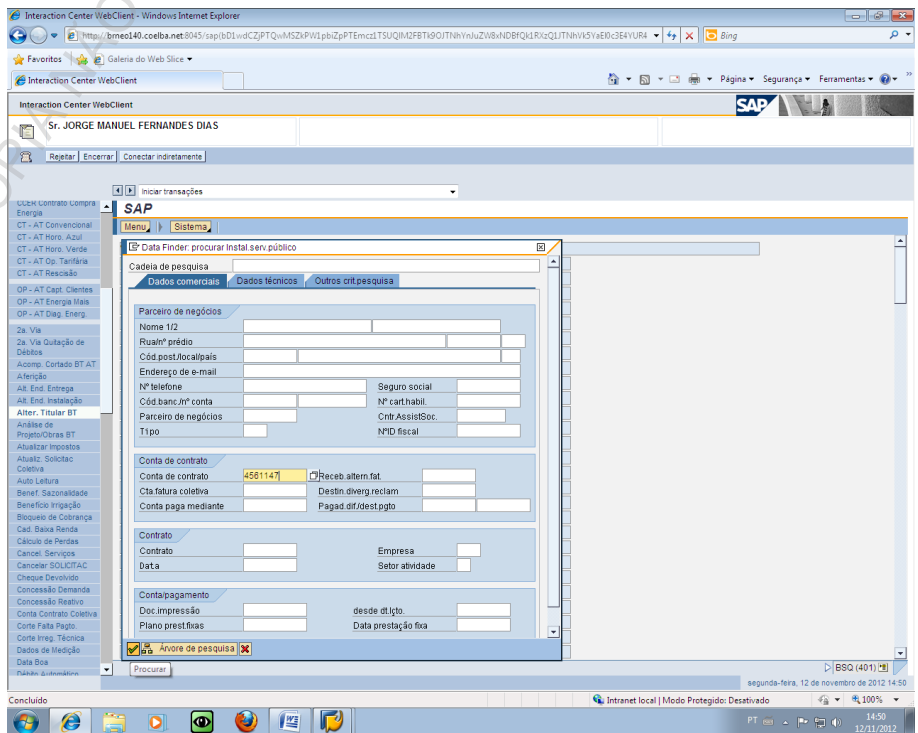 Interaction Center WebClient - Windows Internet Explorer
http://bmeo140.coelba.net:8045/sap(bD1wdCZjPTQwMSZkPW1pbiZpPTEmcz1TSUQlM2FBTk9OJTNhYnJuZW8xNDBfQk1RXzQ1JTNhVk5YaEl0c3E4YUR4
Bing
Favoritos
Galeria do Web Slice
Interaction Center WebClient
Página Segurança Ferramentas
Interaction Center WebClient
SAP
Sr. JORGE MANUEL FERNANDES DIAS
Rejeitar Encerrar Conectar indiretamente
Iniciar transações
CCER Contrato Compra
Energia
CT - AT Convencional
CT - AT Horo. Azul
CT - AT Horo. Verde
CT - AT Op. Tarifária
CT - AT Rescisão
OP - AT Capt. Clientes
OP - AT Energia Mais
OP - AT Diag. Energ.
2a. Via
2a. Via Quitação de
Débitos
Acomp. Cortado BT AT
Aferição
Alt. End. Entrega
Alt. End. Instalação
Alter. Titular BT
Análise de
Projeto/Obras BT
Atualizar Impostos
Atualiz. Solicitac
Coletiva
Auto Leitura
Benef. Sazonalidade
Benefício Irrigação
Bloqueio de Cobrança
Cad. Baixa Renda
Cálculo de Perdas
Cancel. Serviços
Cancelar SOLICITAC
Cheque Devolvido
Concessão Demanda
Concessão Reativo
Conta Contrato Coletiva
Corte Falta Pagto.
Corte Irreg. Técnica
Dados de Medição
Data Boa
Débito Automático
SAP
Menu Sistema
Data Finder: procurar Instal.serv.público
Cadeia de pesquisa
Dados comerciais Dados técnicos Outros crit.pesquisa
Parceiro de negócios
Nome 1/2
Rua/nº prédio
Cód.post./local/país
Endereço de e-mail
Nº telefone Seguro social
Cód.banc./nº conta Nº cart.habil.
Parceiro de negócios Cntr.AssistSoc.
Tipo NºID fiscal
Conta de contrato
Conta de contrato 4561147 Receb.altern.fat.
Cta.fatura coletiva Destin.diverg.reclam
Conta paga mediante Pagad.dif./dest.pgto
Contrato
Contrato Empresa
Data Setor atividade
Conta/pagamento
Doc.impressão desde dt.lçto.
Plano prest.fixas Data prestação fixa
Árvore de pesquisa
Procurar
BSQ (401)
segunda-feira, 12 de novembro de 2012 14:50
Concluído
Intranet local | Modo Protegido: Desativado
100%
PT
14:50
12/11/2012